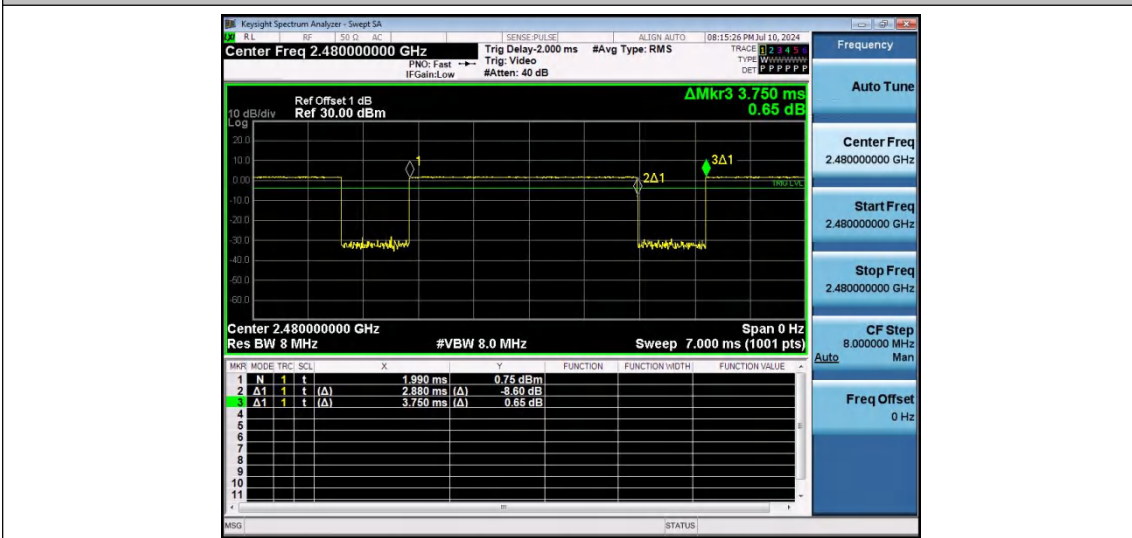 Keysight Spectrum Analyzer - Swept SA
RL RF 50 Ω AC SENSE:PULSE ALIGN AUTO 08:15:26 PM Jul 10, 2024
Center Freq 2.480000000 GHz Trig Delay-2.000 ms #Avg Type: RMS TRACE 1 2 3 4 5 6
PNO: Fast Trig: Video TYPE WWWWWW
IFGain:Low #Atten: 40 dB DET P P P P P P
ΔMkr3 3.750 ms
0.65 dB
Ref Offset 1 dB
10 dB/div Ref 30.00 dBm
Log
20.0
10.0
0.00
-10.0
-20.0
-30.0
-40.0
-50.0
-60.0
1
2Δ1
3Δ1
TRIG LVL
Center 2.480000000 GHz Span 0 Hz
Res BW 8 MHz #VBW 8.0 MHz Sweep 7.000 ms (1001 pts)
MKR MODE TRC SCL X Y FUNCTION FUNCTION WIDTH FUNCTION VALUE
1 N 1 t 1.990 ms 0.75 dBm
2 Δ1 1 t (Δ) 2.880 ms (Δ) -8.60 dB
3 Δ1 1 t (Δ) 3.750 ms (Δ) 0.65 dB
4
5
6
7
8
9
10
11
MSG STATUS
Frequency
Auto Tune
Center Freq
2.480000000 GHz
Start Freq
2.480000000 GHz
Stop Freq
2.480000000 GHz
CF Step
8.000000 MHz
Auto Man
Freq Offset
0 Hz